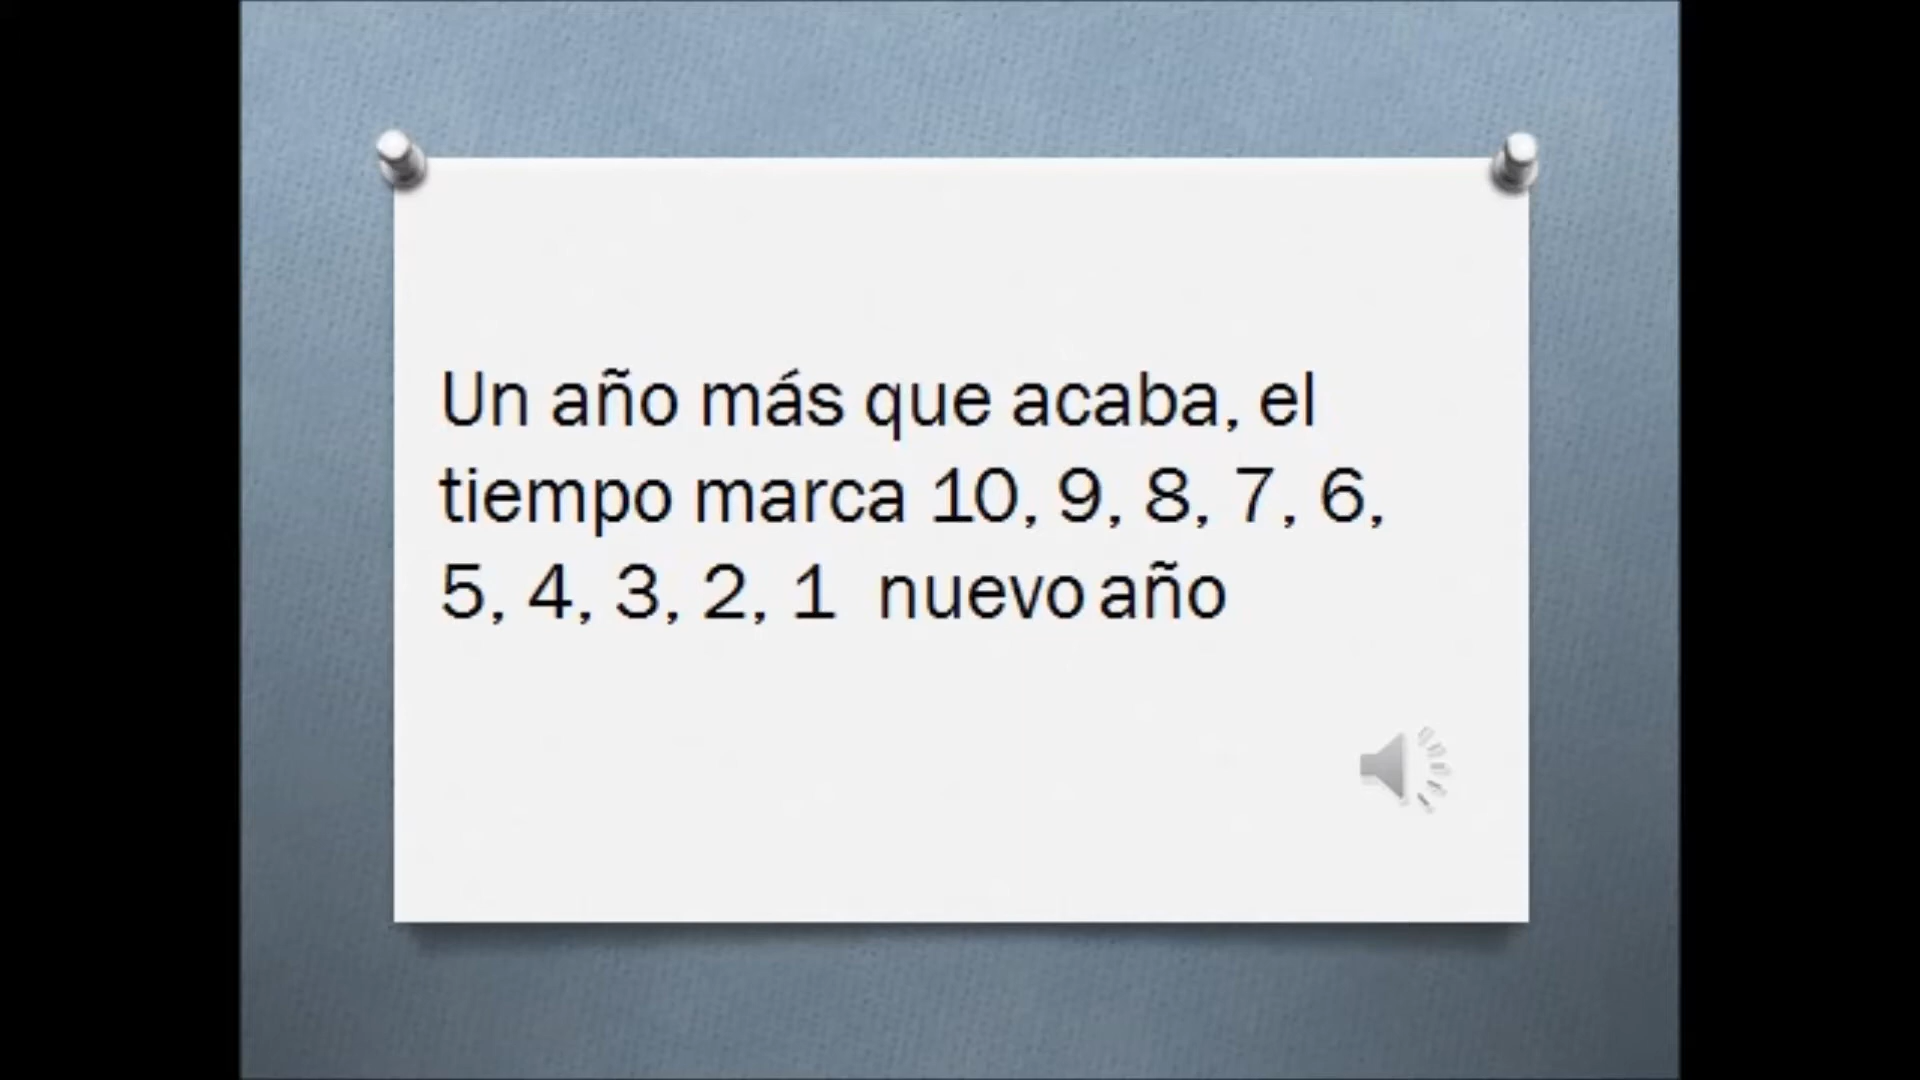 Un año más que acaba, el
tiempo marca 10, 9, 8, 7, 6,
5, 4, 3, 2, 1 nuevo año